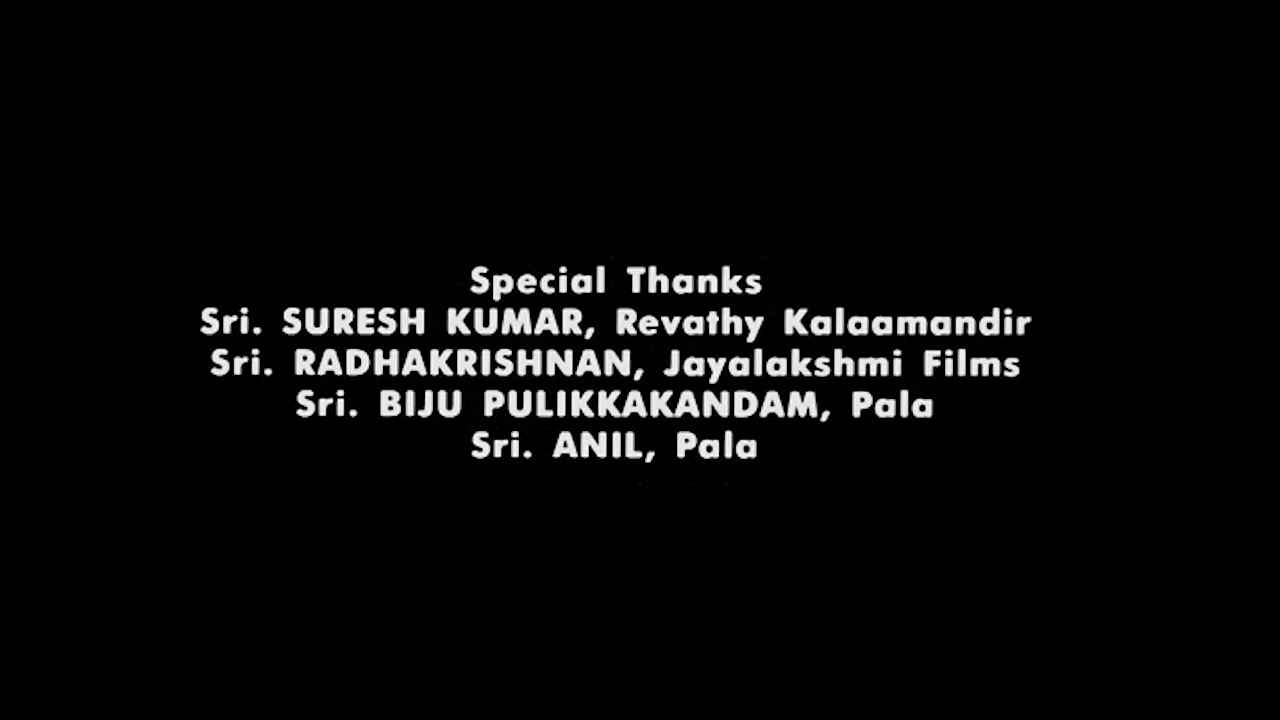 Special Thanks
Sri. SURESH KUMAR, Revathy Kalaamandir
Sri. RADHAKRISHNAN, Jayalakshmi Films
Sri. BIJU PULIKKAKANDAM, Pala
Sri. ANIL, Pala